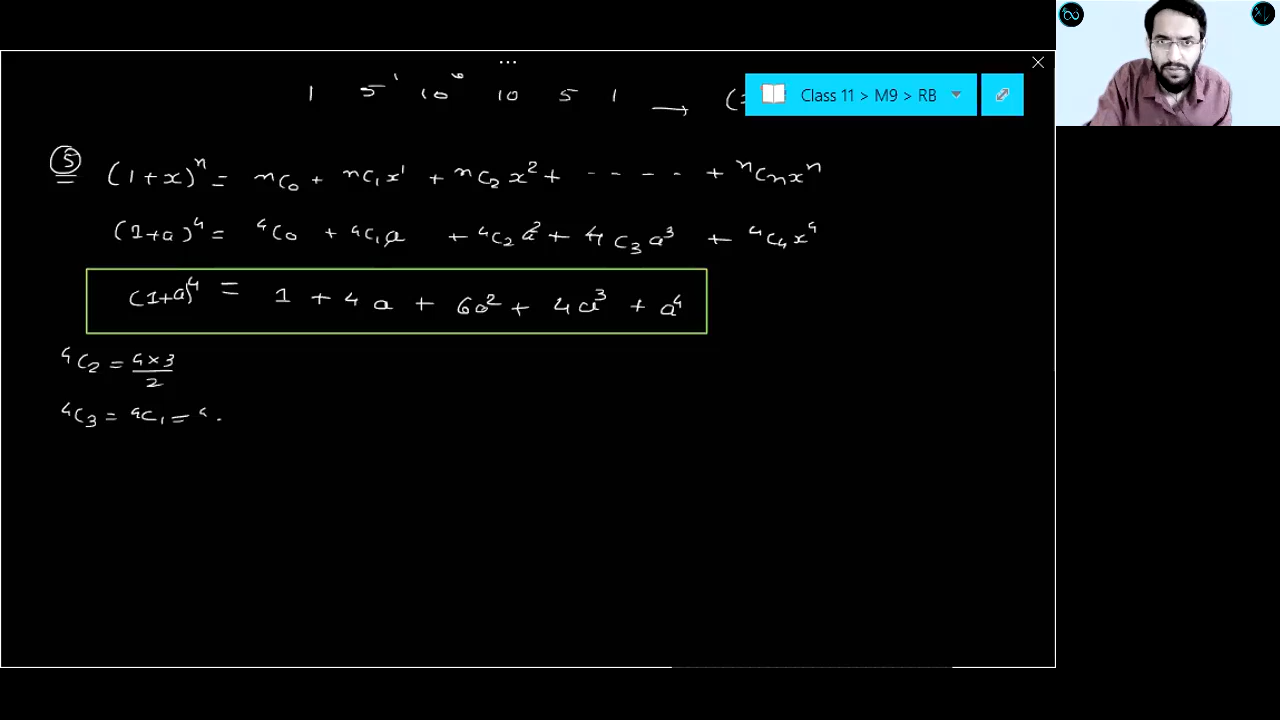 ...
1 5 1 10 10 5 1 → (
Class 11 > M9 > RB
⑤ (1+x)ⁿ = nC₀ + nC₁x¹ + ⁿC₂x² + ----- + ⁿCₙxⁿ
(1+a)⁴ = ⁴C₀ + ⁴C₁a + ⁴C₂a² + 4C₃a³ + ⁴C₄x⁴
(1+a)⁴ = 1 + 4a + 6a² + 4a³ + a⁴
⁴C₂ = 4×3/2
⁴C₃ = ⁴C₁ = 4.